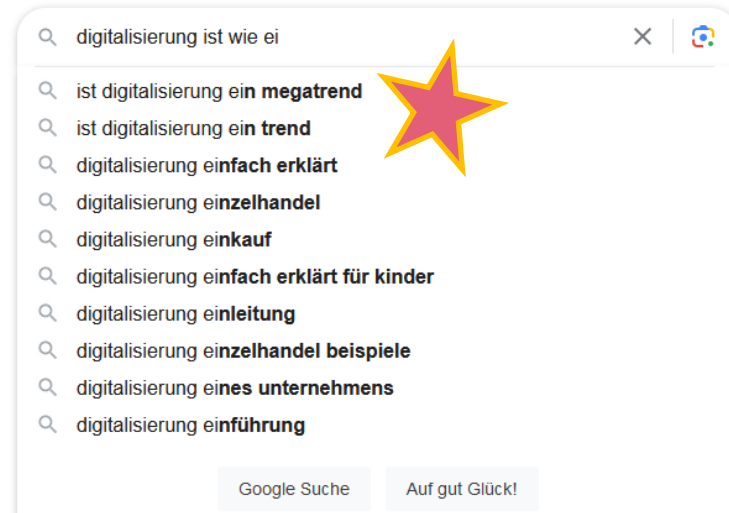 digitalisierung ist wie ei
ist digitalisierung ein megatrend
ist digitalisierung ein trend
digitalisierung einfach erklärt
digitalisierung einzelhandel
digitalisierung einkauf
digitalisierung einfach erklärt für kinder
digitalisierung einleitung
digitalisierung einzelhandel beispiele
digitalisierung eines unternehmens
digitalisierung einführung
Google Suche Auf gut Glück!